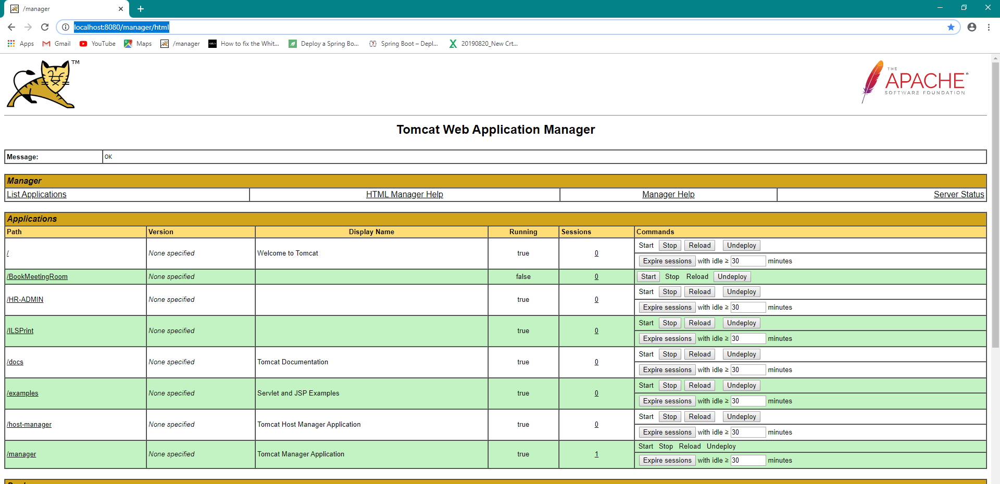 /manager
localhost:8080/manager/html
Apps Gmail YouTube Maps /manager How to fix the Whit... Deploy a Spring Bo... Spring Boot – Depl... 20190820_New Crt...
TM
THE
APACHE®
SOFTWARE FOUNDATION
Tomcat Web Application Manager
Message: OK
Manager
List Applications HTML Manager Help Manager Help Server Status
Applications
Path Version Display Name Running Sessions Commands
/ None specified Welcome to Tomcat true 0 Start Stop Reload Undeploy
Expire sessions with idle ≥ 30 minutes
/BookMeetingRoom None specified false 0 Start Stop Reload Undeploy
/HR-ADMIN None specified true 0 Start Stop Reload Undeploy
Expire sessions with idle ≥ 30 minutes
/ILSPrint None specified true 0 Start Stop Reload Undeploy
Expire sessions with idle ≥ 30 minutes
/docs None specified Tomcat Documentation true 0 Start Stop Reload Undeploy
Expire sessions with idle ≥ 30 minutes
/examples None specified Servlet and JSP Examples true 0 Start Stop Reload Undeploy
Expire sessions with idle ≥ 30 minutes
/host-manager None specified Tomcat Host Manager Application true 0 Start Stop Reload Undeploy
Expire sessions with idle ≥ 30 minutes
/manager None specified Tomcat Manager Application true 1 Start Stop Reload Undeploy
Expire sessions with idle ≥ 30 minutes